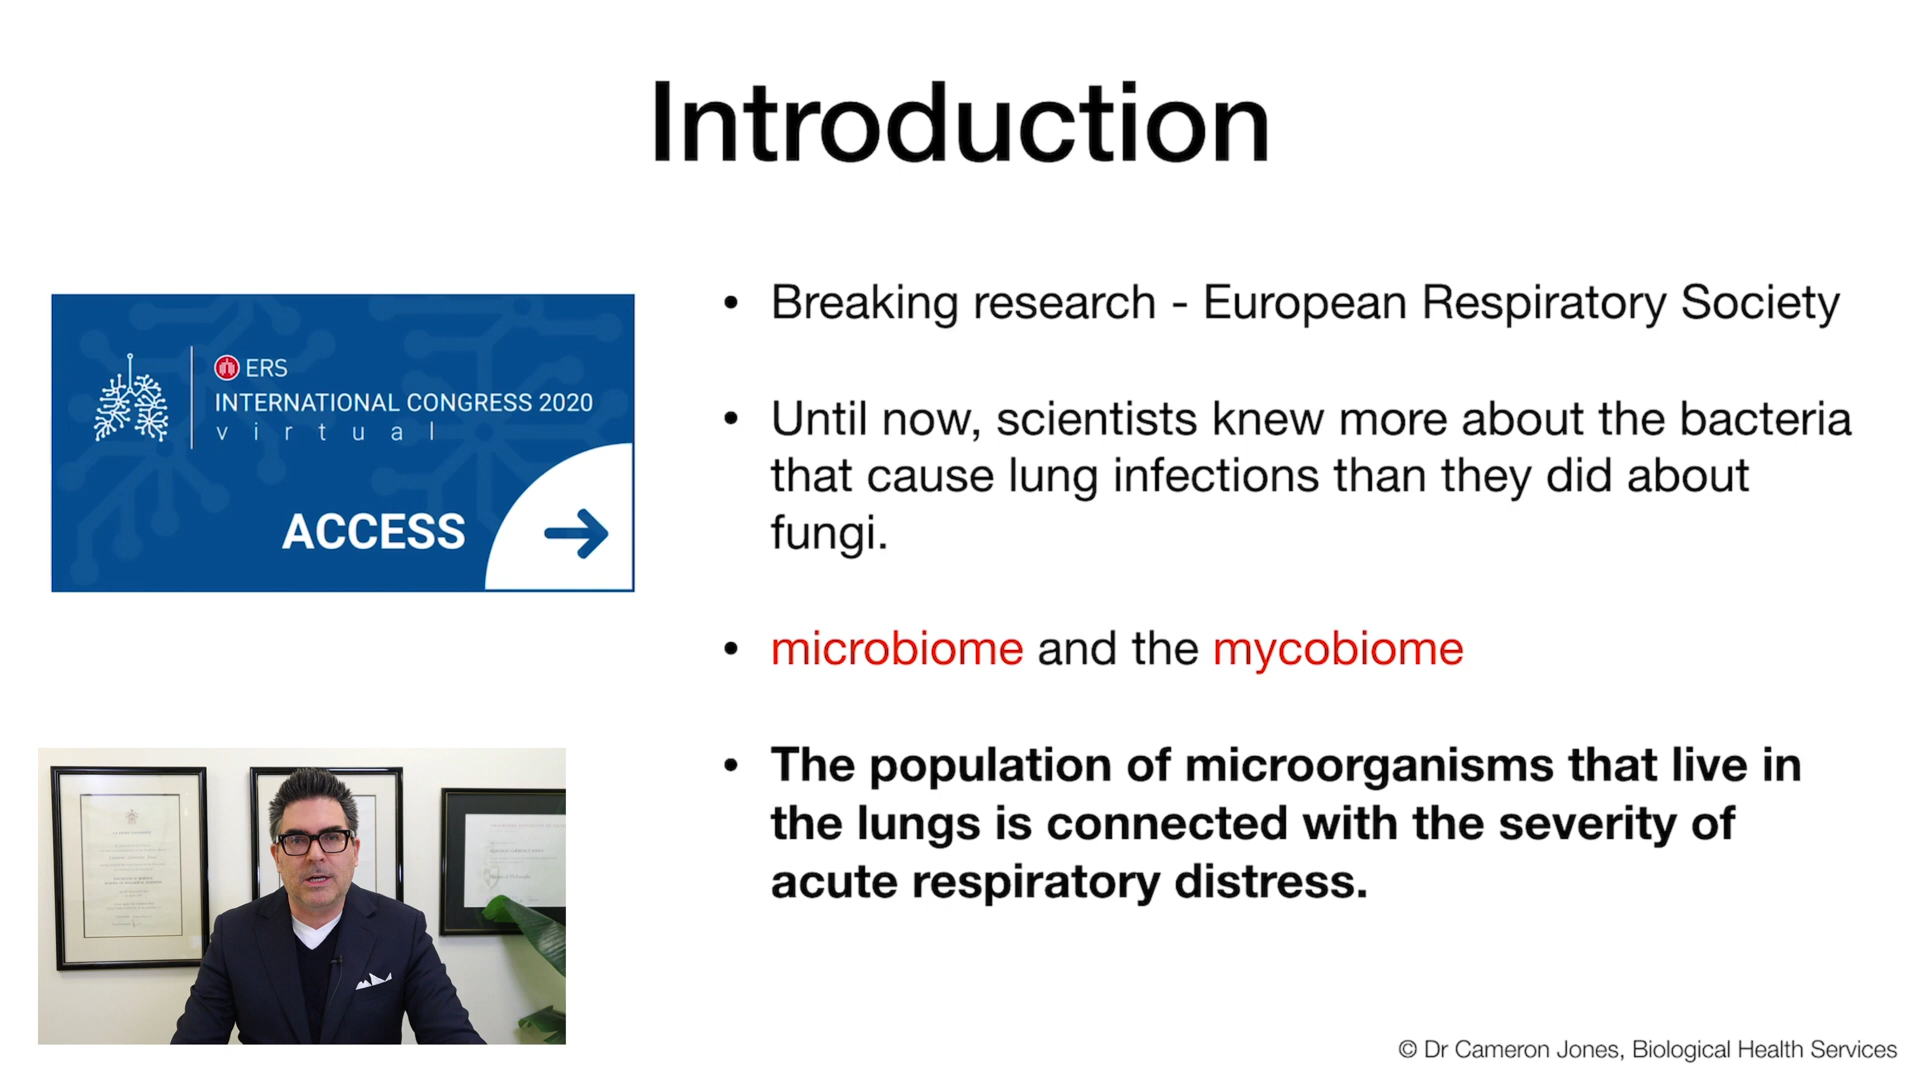 Introduction
ERS
INTERNATIONAL CONGRESS 2020
virtual
ACCESS
• Breaking research - European Respiratory Society
• Until now, scientists knew more about the bacteria
that cause lung infections than they did about
fungi.
• microbiome and the mycobiome
• The population of microorganisms that live in
the lungs is connected with the severity of
acute respiratory distress.
© Dr Cameron Jones, Biological Health Services